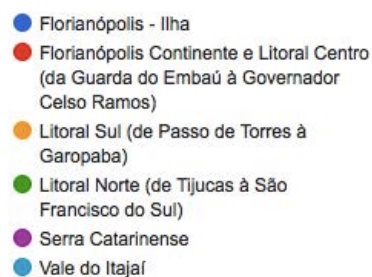 Florianópolis - Ilha
Florianópolis Continente e Litoral Centro
(da Guarda do Embaú à Governador
Celso Ramos)
Litoral Sul (de Passo de Torres à
Garopaba)
Litoral Norte (de Tijucas à São
Francisco do Sul)
Serra Catarinense
Vale do Itajaí